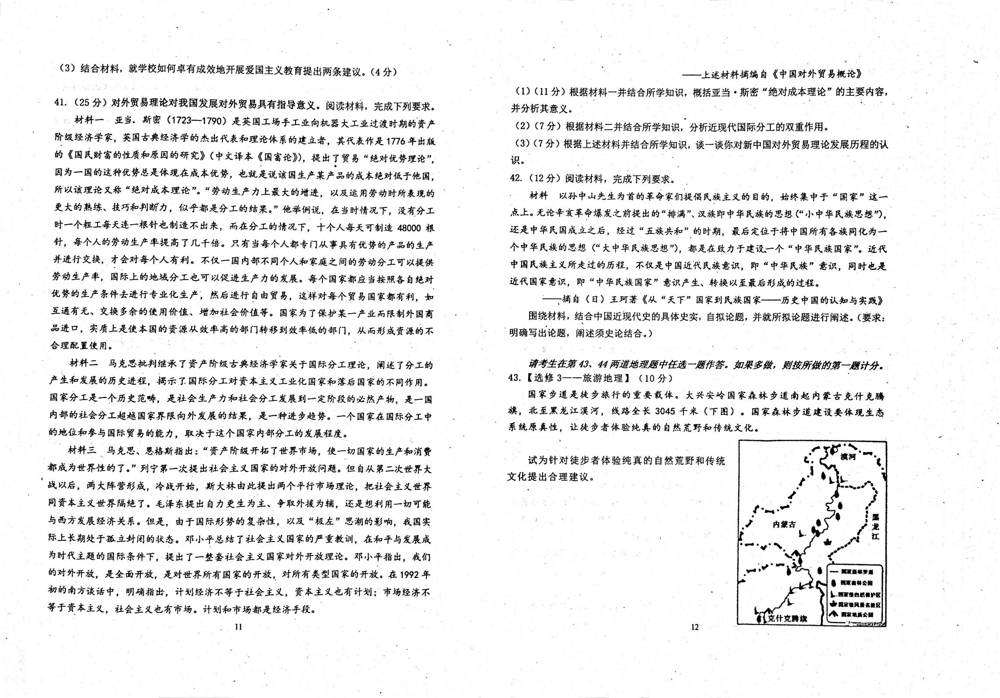 （3）结合材料，就学校如何卓有成效地开展爱国主义教育提出两条建议。（4分）
41.（25分）对外贸易理论对我国发展对外贸易具有指导意义。阅读材料，完成下列要求。
材料一 亚当．斯密（1723—1790）是英国工场手工业向机器大工业过渡时期的资产
阶级经济学家，英国古典经济学的杰出代表和理论体系的建立者，其代表作是1776年出版
的《国民财富的性质和原因的研究》（中文译本《国富论》），提出了贸易“绝对优势理论”，
因为一国的这种优势总是体现在成本优势，也就是说该国生产某产品的成本绝对低于他国，
所以该理论又称“绝对成本理论”。“劳动生产力上最大的增进，以及运用劳动时所表现的
更大的熟练、技巧和判断力，似乎都是分工的结果。”他举例说，在当时情况下，没有分工
时一个粗工每天连一根针也制造不出来，而在分工的情况下，十个人每天可制造 48000 根
针，每个人的劳动生产率提高了几千倍。只有当每个人都专门从事具有优势的产品的生产
并进行交换，才会对每个人有利。不仅一国内部不同个人和家庭之间的劳动分工可以提供
劳动生产率，国际上的地域分工也可以促进生产力的发展。每个国家都应当按照各自绝对
优势的生产条件去进行专业化生产，然后进行自由贸易，这样对每个贸易国家都有利，如
互通有无、交换多余的使用价值、增加社会价值等。国家为了保护某一产业而限制外国商
品进口，实质上是使本国的资源从效率高的部门转移到效率低的部门，从而形成资源的不
合理配置使用。
材料二 马克思批判继承了资产阶级古典经济学家关于国际分工理论，阐述了分工的
产生和发展的历史进程，揭示了国际分工对资本主义工业化国家和落后国家的不同作用。
国家分工是一个历史范畴，是社会生产力和社会分工发展到一定阶段的必然产物，是一国
内部的社会分工超越国家界限向外发展的结果，是一种进步趋势。一个国家在国际分工中
的地位和参与国际贸易的能力，取决于这个国家内部分工的发展程度。
材料三 马克思、恩格斯指出：“资产阶级开拓了世界市场，使一切国家的生产和消费
都成为世界性的了。”列宁第一次提出社会主义国家的对外开放问题。但自从第二次世界大
战以后，两大阵营形成，冷战开始，斯大林由此提出两个平行市场理论，把社会主义世界
同资本主义世界隔绝了。毛泽东提出自力更生为主、争取外援为辅，还是想利用一切可能
与西方发展经济关系。但是，由于国际形势的复杂性，以及“极左”思潮的影响，我国实
际上长期处于孤立封闭的状态。邓小平总结了社会主义国家的严重教训，在和平与发展成
为时代主题的国际条件下，提出了一整套社会主义国家对外开放理论。邓小平指出，我们
的对外开放，是全面开放，是对世界所有国家的开放，对所有类型国家的开放。在1992年
初的南方谈话中，明确指出，计划经济不等于社会主义，资本主义也有计划；市场经济不
等于资本主义，社会主义也有市场。计划和市场都是经济手段。
11
——上述材料摘编自《中国对外贸易概论》
（1）（11分）根据材料一并结合所学知识，概括亚当·斯密“绝对成本理论”的主要内容，
并分析其意义。
（2）（7分）根据材料二并结合所学知识，分析近现代国际分工的双重作用。
（3）（7分）根据上述材料并结合所学知识，谈一谈你对新中国对外贸易理论发展历程的认
识。
42.（12分）阅读材料，完成下列要求。
材料 以孙中山先生为首的革命家们提倡民族主义的目的，始终集中于“国家”这一
点上。无论辛亥革命爆发之前提出的“排满”、汉族即中华民族的思想（“小中华民族思想”），
还是中华民国成立之后，经过“五族共和”的时期，最后定位于将中国所有各族同化为一
个中华民族的思想（“大中华民族思想”），都是在致力于建设一个“中华民族国家”。近代
中国民族主义所走过的历程，不仅是中国近代民族意识，即“中华民族”意识，同时也是
近代国家意识，即“中华民族国家”意识产生、转换以至最后形成的过程。
——摘自（日）王珂著《从“天下”国家到民族国家——历史中国的认知与实践》
围绕材料，结合中国近现代史的具体史实，自拟论题，并就所拟论题进行阐述。（要求：
明确写出论题，阐述须史论结合。）
请考生在第 43、44 两道地理题中任选一题作答。如果多做，则按所做的第一题计分。
43.【选修 3——旅游地理】（10分）
国家步道是徒步旅行的重要载体。大兴安岭国家森林步道南起内蒙古克什克腾
旗，北至黑龙江漠河，线路全长 3045 千米（下图）。国家森林步道建设要体现生态
系统原真性，让徒步者体验纯真的自然荒野和传统文化。
试为针对徒步者体验纯真的自然荒野和传统
文化提出合理建议。
漠河
内蒙古
黑龙江
国家森林步道
国家森林公园
国家级自然保护区
国家级风景名胜区
国家地质公园
克什克腾旗
12